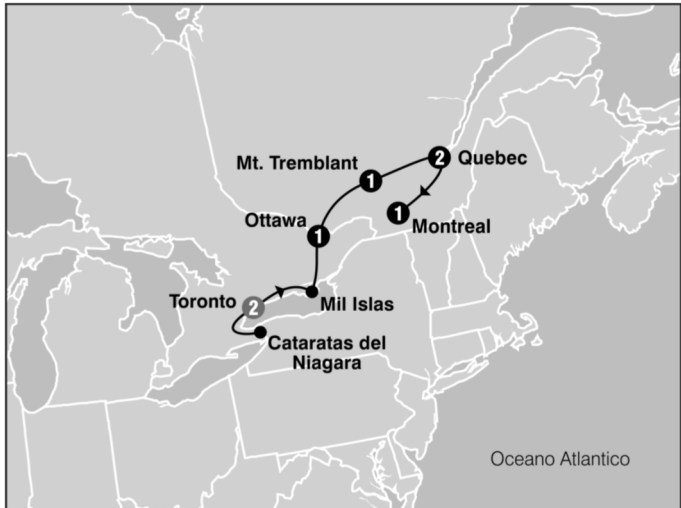 Mt. Tremblant
1
2
Quebec
Ottawa
1
1
Montreal
Toronto
2
Mil Islas
Cataratas del
Niagara
Oceano Atlantico